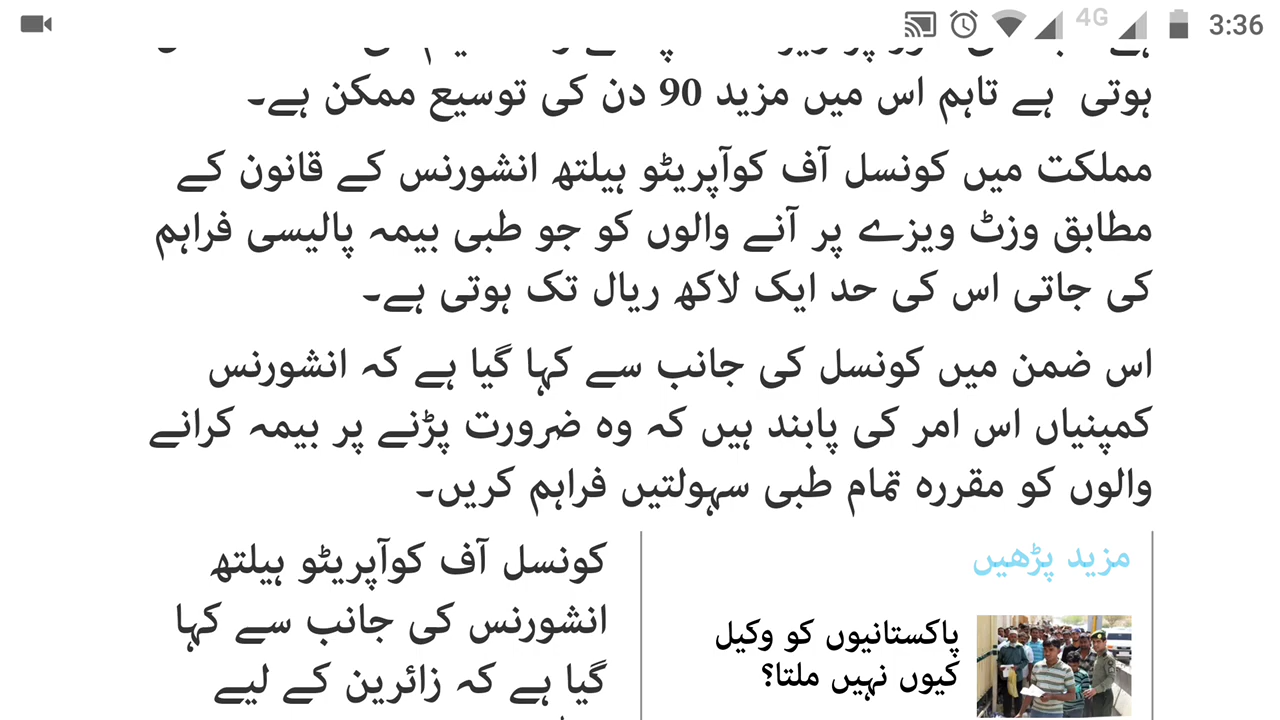 4G 3:36
ہوتی ہے تاہم اس میں مزید 90 دن کی توسیع ممکن ہے۔
مملکت میں کونسل آف کوآپریٹو ہیلتھ انشورنس کے قانون کے
مطابق وزٹ ویزے پر آنے والوں کو جو طبی بیمہ پالیسی فراہم
کی جاتی اس کی حد ایک لاکھ ریال تک ہوتی ہے۔
اس ضمن میں کونسل کی جانب سے کہا گیا ہے کہ انشورنس
کمپنیاں اس امر کی پابند ہیں کہ وہ ضرورت پڑنے پر بیمہ کرانے
والوں کو مقررہ تمام طبی سہولتیں فراہم کریں۔
مزید پڑھیں
پاکستانیوں کو وکیل
کیوں نہیں ملتا؟
کونسل آف کوآپریٹو ہیلتھ
انشورنس کی جانب سے کہا
گیا ہے کہ زائرین کے لیے